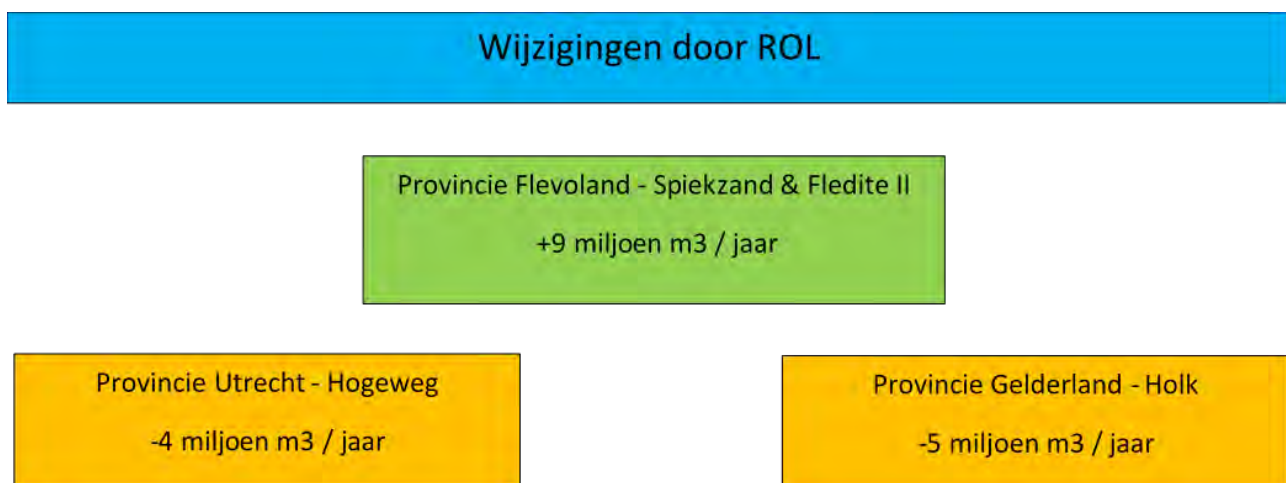 Wijzigingen door ROL
Provincie Flevoland - Spiekzand & Fledite II
+9 miljoen m3 / jaar
Provincie Utrecht - Hogeweg
-4 miljoen m3 / jaar
Provincie Gelderland - Holk
-5 miljoen m3 / jaar